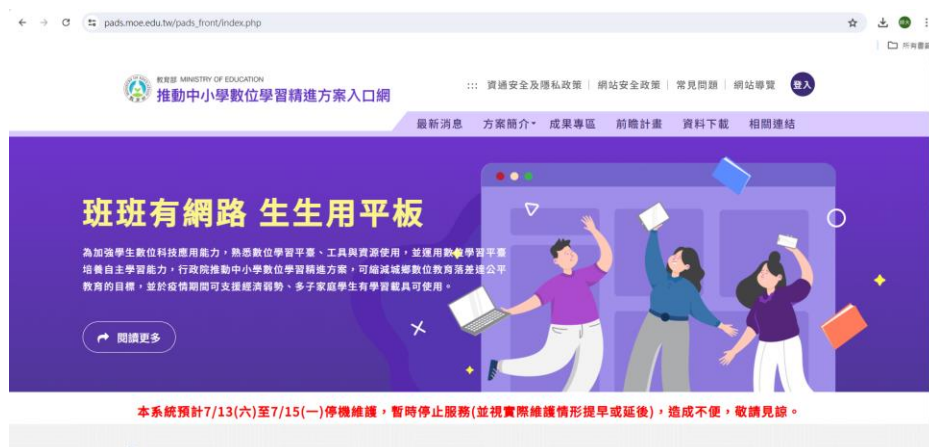 pads.moe.edu.tw/pads_front/index.php
所有書籤
教育部 MINISTRY OF EDUCATION
推動中小學數位學習精進方案入口網
::: 資通安全及隱私政策 | 網站安全政策 | 常見問題 | 網站導覽 登入
最新消息 方案簡介 成果專區 前瞻計畫 資料下載 相關連結
班班有網路 生生用平板
為加強學生數位科技應用能力,熟悉數位學習平臺、工具與資源使用,並運用數位學習平臺
培養自主學習能力,行政院推動中小學數位學習精進方案,可縮減城鄉數位教育落差達公平
教育的目標,並於疫情期間可支援經濟弱勢、多子家庭學生有學習載具可使用。
閱讀更多
本系統預計7/13(六)至7/15(一)停機維護,暫時停止服務(並視實際維護情形提早或延後),造成不便,敬請見諒。